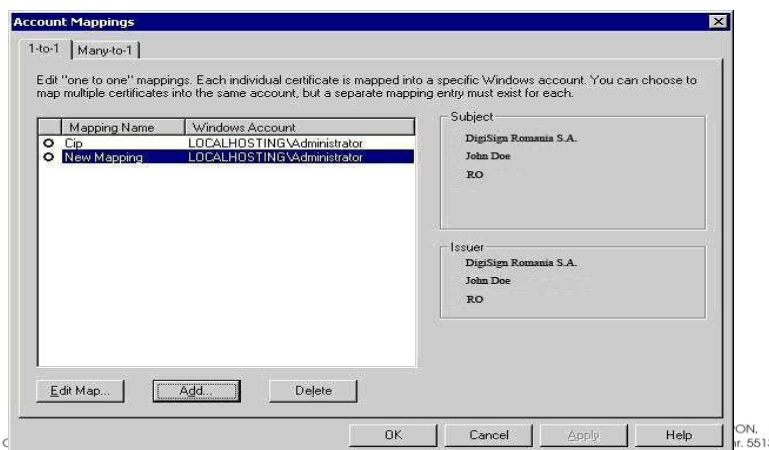 Account Mappings
1-to-1 Many-to-1
Edit "one to one" mappings. Each individual certificate is mapped into a specific Windows account. You can choose to
map multiple certificates into the same account, but a separate mapping entry must exist for each.
Mapping Name Windows Account
Cip LOCALHOSTING\Administrator
New Mapping LOCALHOSTING\Administrator
Subject
DigiSign Romania S.A.
John Doe
RO
Issuer
DigiSign Romania S.A.
John Doe
RO
Edit Map... Add... Delete
OK Cancel Apply Help
ON,
nr. 551